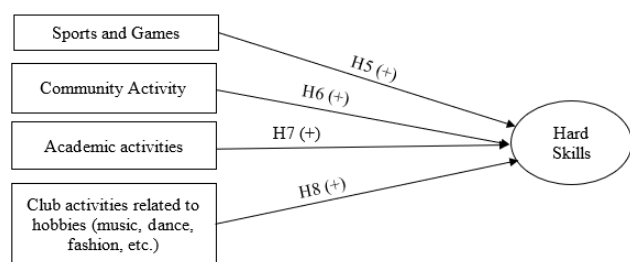 Sports and Games
H5 (+)
Community Activity
H6 (+)
Academic activities
H7 (+)
Hard
Skills
Club activities related to
hobbies (music, dance,
fashion, etc.)
H8 (+)